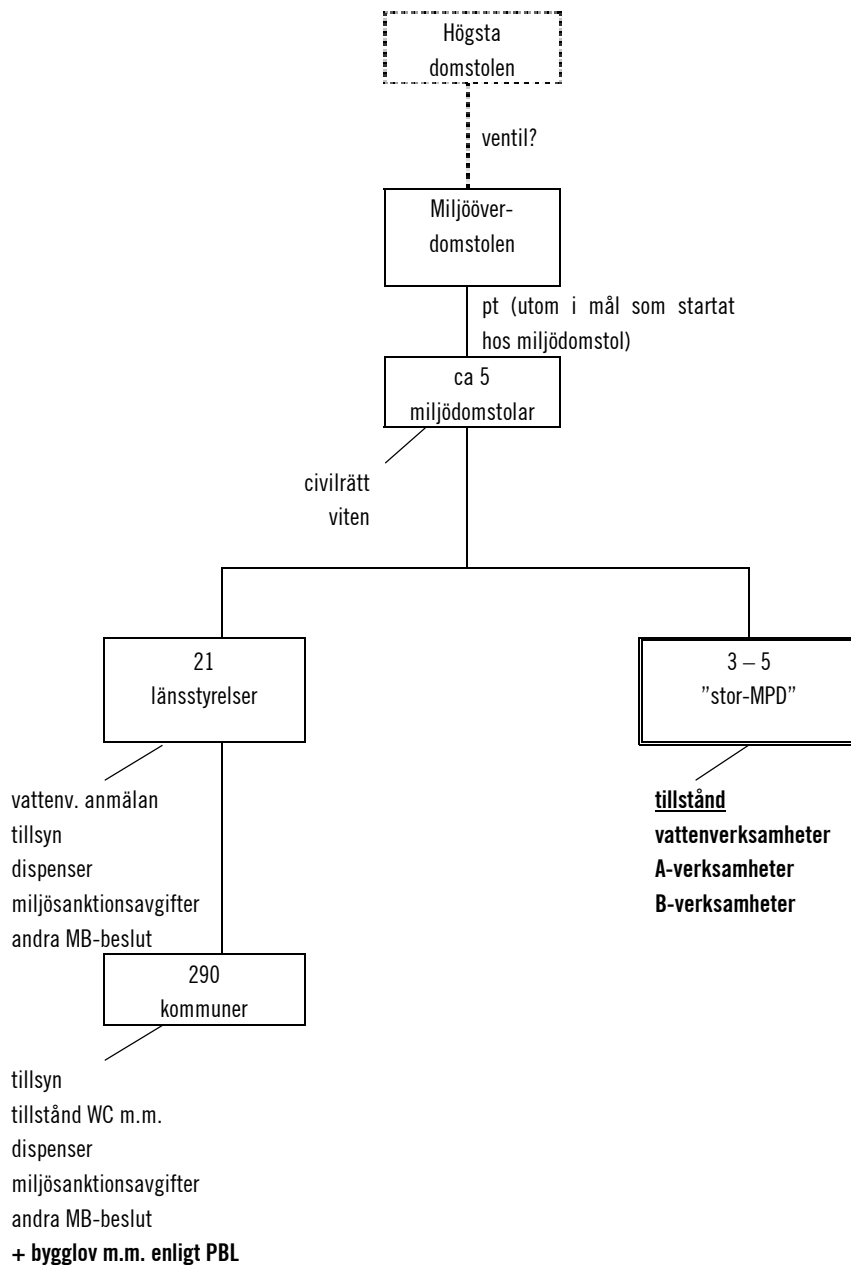 Högsta
domstolen
ventil?
Miljööver-
domstolen
pt (utom i mål som startat
hos miljödomstol)
ca 5
miljödomstolar
civilrätt
viten
21
länsstyrelser
3 – 5
”stor-MPD”
vattenv. anmälan
tillsyn
dispenser
miljösanktionsavgifter
andra MB-beslut
tillstånd
vattenverksamheter
A-verksamheter
B-verksamheter
290
kommuner
tillsyn
tillstånd WC m.m.
dispenser
miljösanktionsavgifter
andra MB-beslut
+ bygglov m.m. enligt PBL